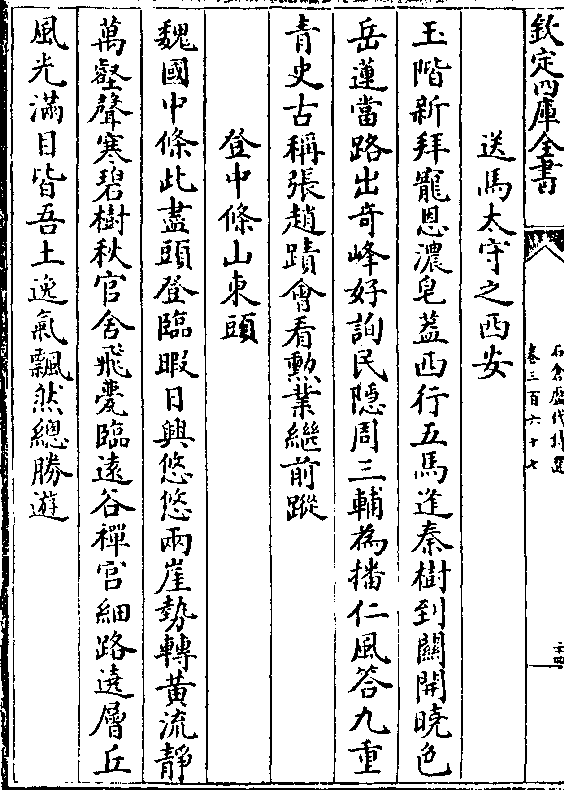 欽定四庫全書
石倉歷代詩選
卷三百六十七
送馬太守之西安
玉階新拜寵恩濃皂蓋西行五馬逢秦樹到關開曉色
岳蓮當路出奇峰好詢民隱周三輔為播仁風答九重
青史古稱張趙蹟會看勲業繼前蹤
登中條山東頭
魏國中條此盡頭登臨暇日興悠悠兩崖勢轉黃流静
萬壑聲寒碧樹秋官舍飛甍臨遠谷禪宫細路遶層丘
風光滿目皆吾土逸氣飄然總勝遊